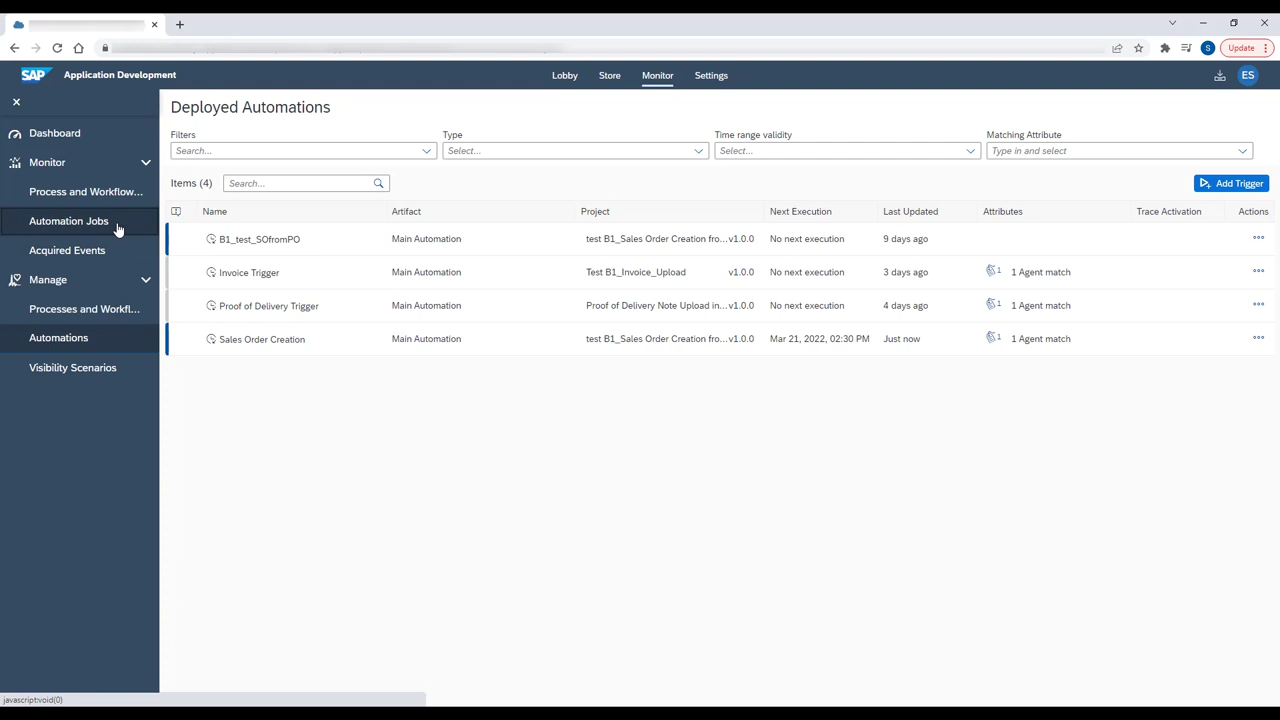 Update
S
SAP Application Development Lobby Store Monitor Settings ES
Dashboard
Monitor
Process and Workflow...
Automation Jobs
Acquired Events
Manage
Processes and Workfl...
Automations
Visibility Scenarios
Deployed Automations
Filters Type Time range validity Matching Attribute
Search... Select... Select... Type in and select
Items (4) Search... Add Trigger
Name Artifact Project Next Execution Last Updated Attributes Trace Activation Actions
B1_test_SOfromPO Main Automation test B1_Sales Order Creation fro... v1.0.0 No next execution 9 days ago
Invoice Trigger Main Automation Test B1_Invoice_Upload v1.0.0 No next execution 3 days ago 1 1 Agent match
Proof of Delivery Trigger Main Automation Proof of Delivery Note Upload in... v1.0.0 No next execution 4 days ago 1 1 Agent match
Sales Order Creation Main Automation test B1_Sales Order Creation fro... v1.0.0 Mar 21, 2022, 02:30 PM Just now 1 1 Agent match
javascript:void(0)